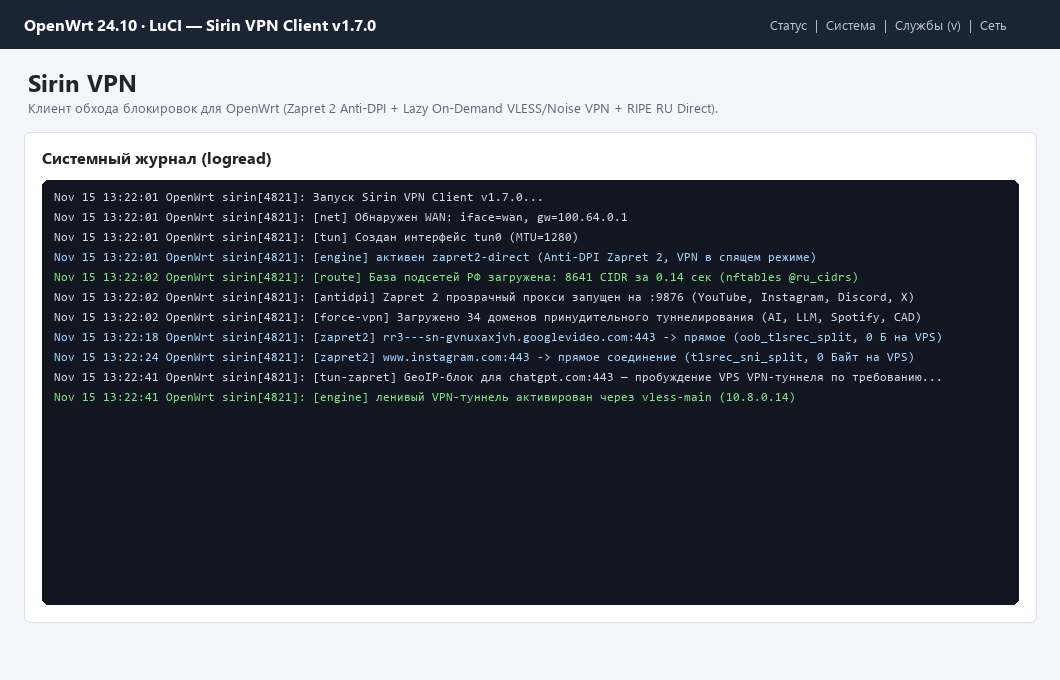 OpenWrt 24.10 · LuCI — Sirin VPN Client v1.7.0
Статус | Система | Службы (v) | Сеть
Sirin VPN
Клиент обхода блокировок для OpenWrt (Zapret 2 Anti-DPI + Lazy On-Demand VLESS/Noise VPN + RIPE RU Direct).
Системный журнал (logread)
Nov 15 13:22:01 OpenWrt sirin[4821]: Запуск Sirin VPN Client v1.7.0...
Nov 15 13:22:01 OpenWrt sirin[4821]: [net] Обнаружен WAN: iface=wan, gw=100.64.0.1
Nov 15 13:22:01 OpenWrt sirin[4821]: [tun] Создан интерфейс tun0 (MTU=1280)
Nov 15 13:22:01 OpenWrt sirin[4821]: [engine] активен zapret2-direct (Anti-DPI Zapret 2, VPN в спящем режиме)
Nov 15 13:22:02 OpenWrt sirin[4821]: [route] База подсетей РФ загружена: 8641 CIDR за 0.14 сек (nftables @ru_cidrs)
Nov 15 13:22:02 OpenWrt sirin[4821]: [antidpi] Zapret 2 прозрачный прокси запущен на :9876 (YouTube, Instagram, Discord, X)
Nov 15 13:22:02 OpenWrt sirin[4821]: [force-vpn] Загружено 34 доменов принудительного туннелирования (AI, LLM, Spotify, CAD)
Nov 15 13:22:18 OpenWrt sirin[4821]: [zapret2] rr3---sn-gvnuxaxjvh.googlevideo.com:443 -> прямое (oob_tlsrec_split, 0 Б на VPS)
Nov 15 13:22:24 OpenWrt sirin[4821]: [zapret2] www.instagram.com:443 -> прямое соединение (tlsrec_sni_split, 0 Байт на VPS)
Nov 15 13:22:41 OpenWrt sirin[4821]: [tun-zapret] GeoIP-блок для chatgpt.com:443 — пробуждение VPS VPN-туннеля по требованию...
Nov 15 13:22:41 OpenWrt sirin[4821]: [engine] ленивый VPN-туннель активирован через vless-main (10.8.0.14)